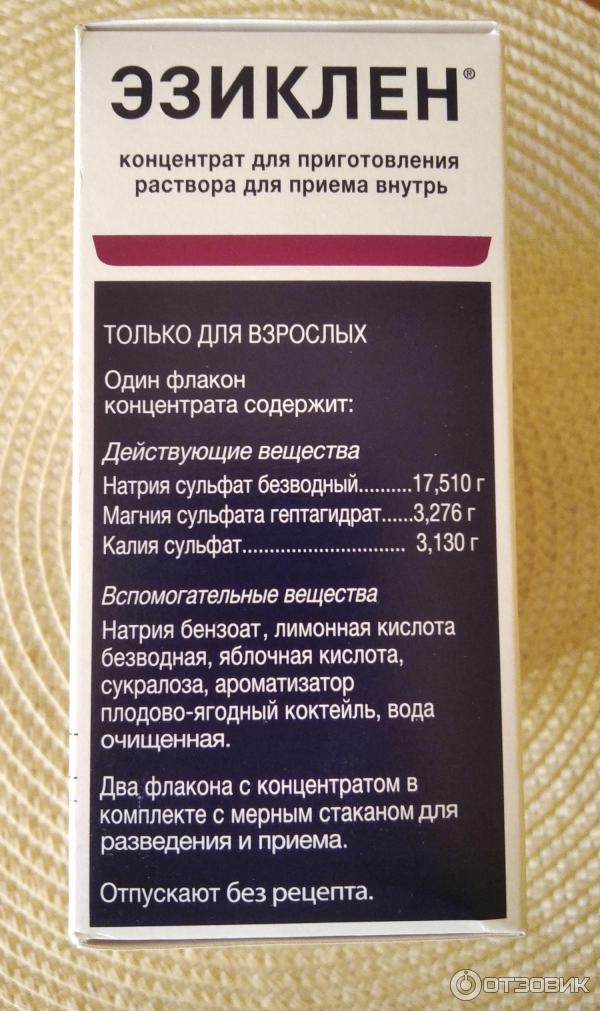 ЭЗИКЛЕН®
концентрат для приготовления
раствора для приема внутрь
ТОЛЬКО ДЛЯ ВЗРОСЛЫХ
Один флакон
концентрата содержит:
Действующие вещества
Натрия сульфат безводный..........17,510 г
Магния сульфата гептагидрат......3,276 г
Калия сульфат............................... 3,130 г
Вспомогательные вещества
Натрия бензоат, лимонная кислота
безводная, яблочная кислота,
сукралоза, ароматизатор
плодово-ягодный коктейль, вода
очищенная.
Два флакона с концентратом в
комплекте с мерным стаканом для
разведения и приема.
Отпускают без рецепта.
ОТЗОВИК